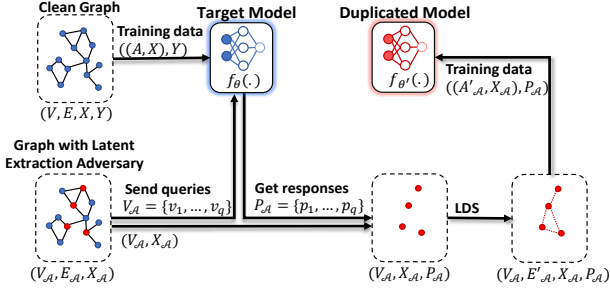 Clean Graph
Target Model
Duplicated Model
Training data
((A, X), Y)
f_θ(.)
f_θ′(.)
Training data
((A′_𝒜, X_𝒜), P_𝒜)
(V, E, X, Y)
Graph with Latent
Extraction Adversary
Send queries
V_𝒜 = {v_1, …, v_q}
Get responses
P_𝒜 = {p_1, …, p_q}
LDS
(V_𝒜, X_𝒜)
(V_𝒜, E_𝒜, X_𝒜)
(V_𝒜, X_𝒜, P_𝒜)
(V_𝒜, E′_𝒜, X_𝒜, P_𝒜)